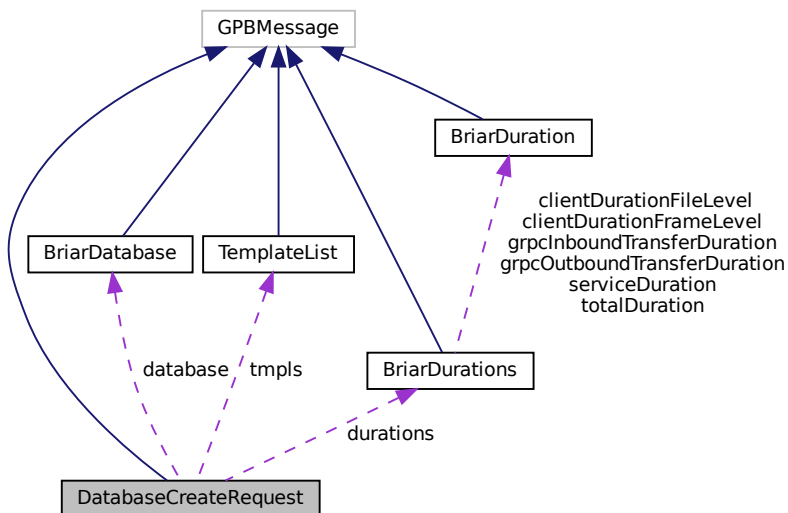 GPBMessage
BriarDuration
clientDurationFileLevel
clientDurationFrameLevel
grpcInboundTransferDuration
grpcOutboundTransferDuration
serviceDuration
totalDuration
BriarDatabase
TemplateList
BriarDurations
database
tmpls
durations
DatabaseCreateRequest